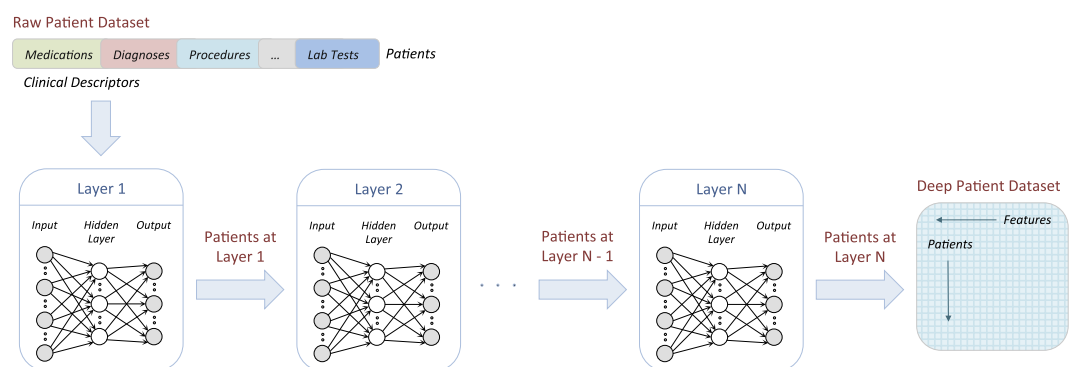 Raw Patient Dataset
Medications Diagnoses Procedures ... Lab Tests Patients
Clinical Descriptors
Layer 1
Input Hidden Layer Output
Patients at
Layer 1
Layer 2
Input Hidden Layer Output
. . .
Patients at
Layer N - 1
Layer N
Input Hidden Layer Output
Patients at
Layer N
Deep Patient Dataset
Features
Patients